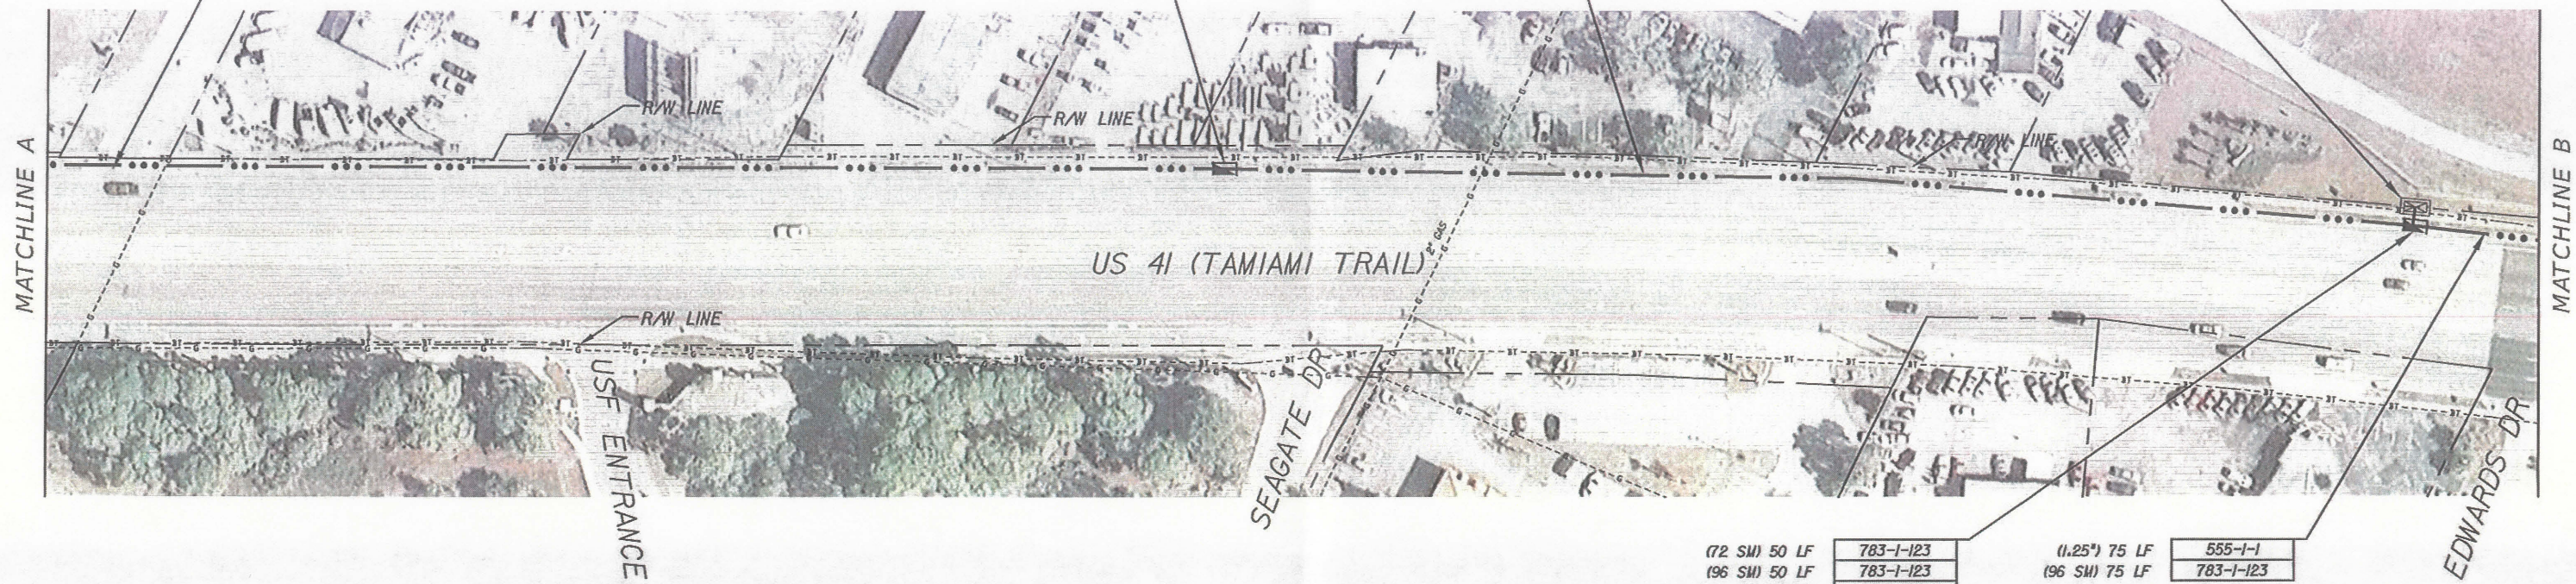 R/W LINE
R/W LINE
R/W LINE
MATCHLINE A
MATCHLINE B
2" GAS
US 41 (TAMIAMI TRAIL)
R/W LINE
USF ENTRANCE
SEAGATE DR
EDWARDS DR
(72 SM) 50 LF 783-1-123
(96 SM) 50 LF 783-1-123
(1.25") 75 LF 555-1-1
(96 SM) 75 LF 783-1-123